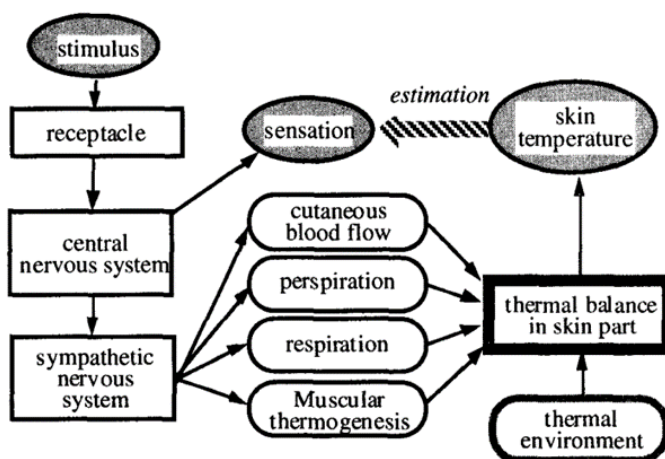 stimulus
receptacle
central
nervous system
sympathetic
nervous
system
sensation
estimation
skin
temperature
cutaneous
blood flow
perspiration
respiration
Muscular
thermogenesis
thermal balance
in skin part
thermal
environment